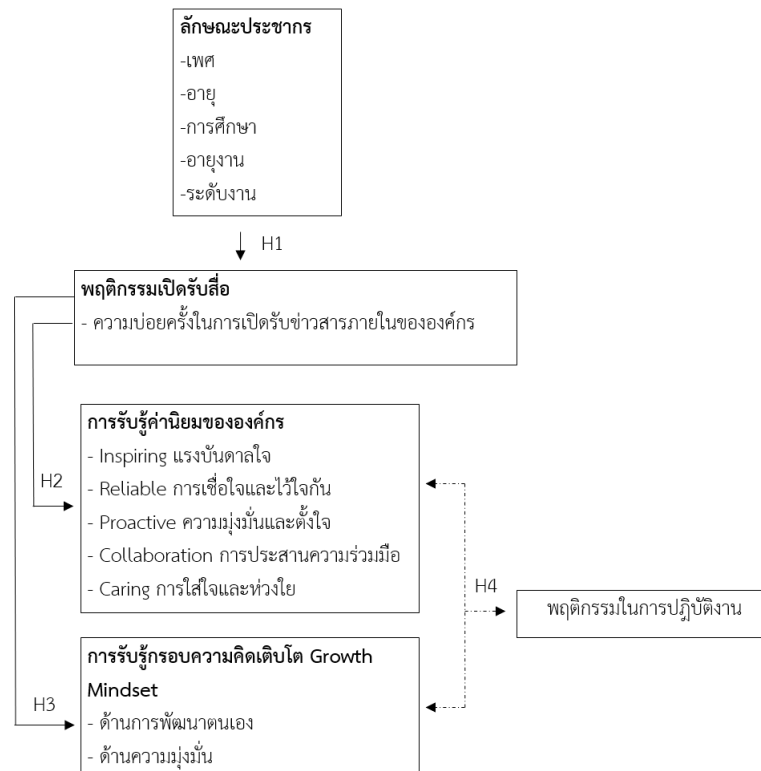 ลักษณะประชากร
-เพศ
-อายุ
-การศึกษา
-อายุงาน
-ระดับงาน
H1
พฤติกรรมเปิดรับสื่อ
- ความบ่อยครั้งในการเปิดรับข่าวสารภายในขององค์กร
การรับรู้ค่านิยมขององค์กร
- Inspiring แรงบันดาลใจ
H2
- Reliable การเชื่อใจและไว้ใจกัน
- Proactive ความมุ่งมั่นและตั้งใจ
- Collaboration การประสานความร่วมมือ
- Caring การใส่ใจและห่วงใย
H4
พฤติกรรมในการปฏิบัติงาน
การรับรู้กรอบความคิดเติบโต Growth
Mindset
H3
- ด้านการพัฒนาตนเอง
- ด้านความมุ่งมั่น